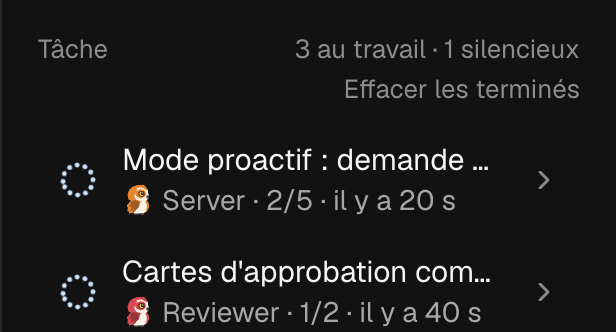 Tâche
3 au travail · 1 silencieux
Effacer les terminés
Mode proactif : demande ...
Server · 2/5 · il y a 20 s
Cartes d'approbation com...
Reviewer · 1/2 · il y a 40 s